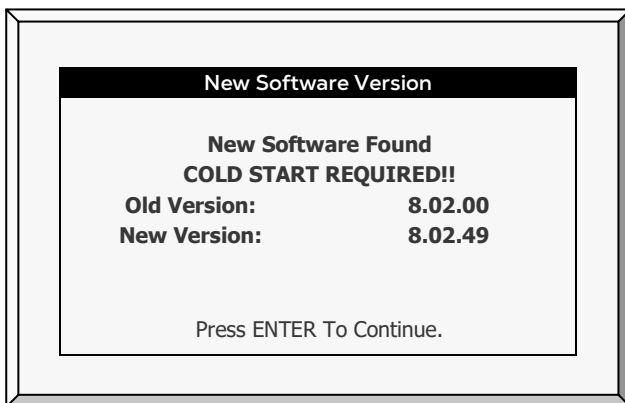 New Software Version
New Software Found
COLD START REQUIRED!!
Old Version: 8.02.00
New Version: 8.02.49
Press ENTER To Continue.